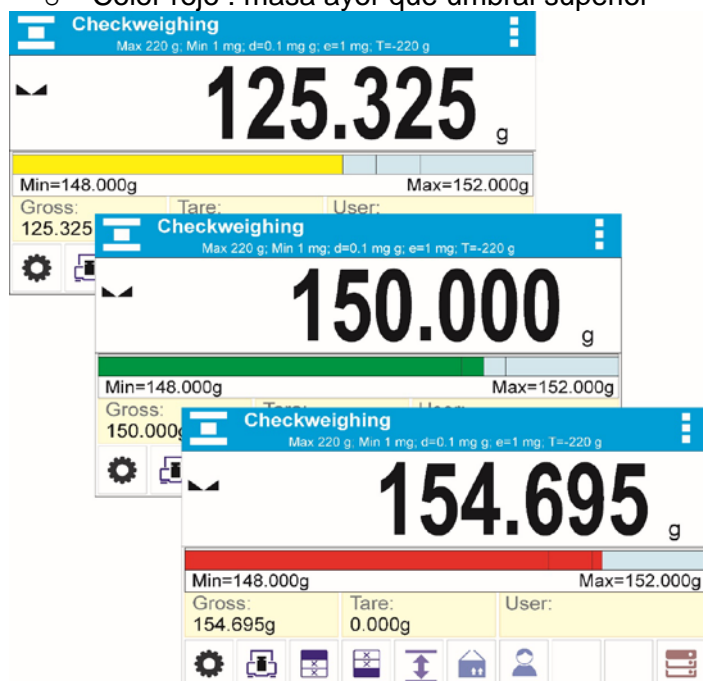 ○ Color rojo : masa ayer que umbral superior
Checkweighing
Max 220 g; Min 1 mg; d=0.1 mg g; e=1 mg; T=-220 g
125.325 g
Min=148.000g Max=152.000g
Gross: Tare: User:
125.325
Checkweighing
Max 220 g; Min 1 mg; d=0.1 mg g; e=1 mg; T=-220 g
150.000 g
Min=148.000g Max=152.000g
Gross:
150.000g
Checkweighing
Max 220 g; Min 1 mg; d=0.1 mg g; e=1 mg; T=-220 g
154.695 g
Min=148.000g Max=152.000g
Gross: Tare: User:
154.695g 0.000g